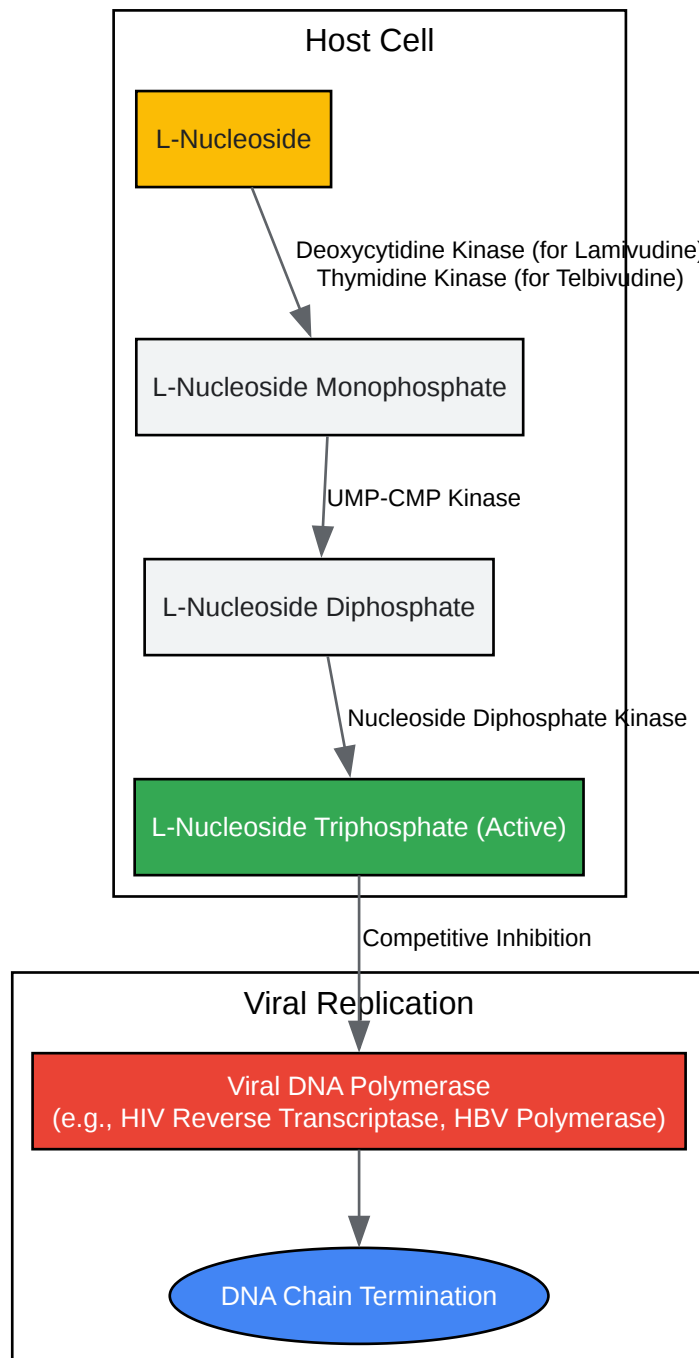 Host Cell
L-Nucleoside
Deoxycytidine Kinase (for Lamivudine)
Thymidine Kinase (for Telbivudine)
L-Nucleoside Monophosphate
UMP-CMP Kinase
L-Nucleoside Diphosphate
Nucleoside Diphosphate Kinase
L-Nucleoside Triphosphate (Active)
Competitive Inhibition
Viral Replication
Viral DNA Polymerase
(e.g., HIV Reverse Transcriptase, HBV Polymerase)
DNA Chain Termination